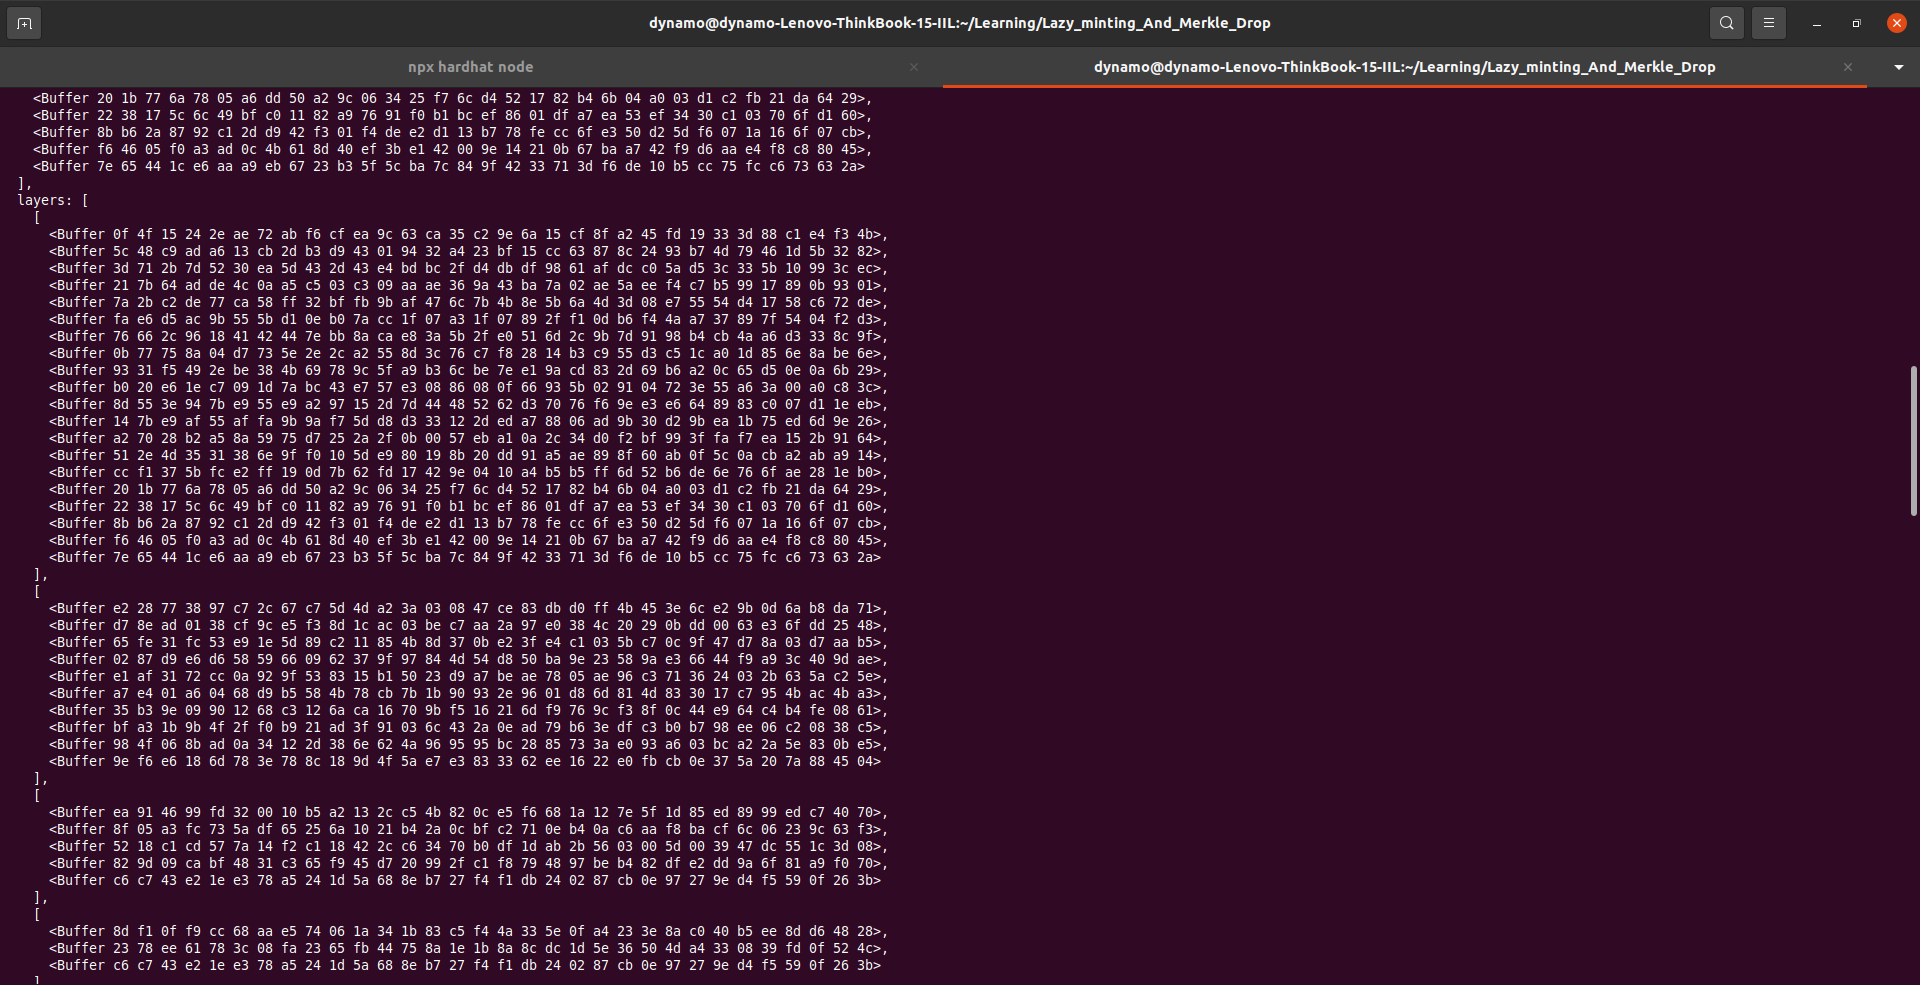 dynamo@dynamo-Lenovo-ThinkBook-15-IIL:~/Learning/Lazy_minting_And_Merkle_Drop
npx hardhat node
dynamo@dynamo-Lenovo-ThinkBook-15-IIL:~/Learning/Lazy_minting_And_Merkle_Drop
<Buffer 20 1b 77 6a 78 05 a6 dd 50 a2 9c 06 34 25 f7 6c d4 52 17 82 b4 6b 04 a0 03 d1 c2 fb 21 da 64 29>,
<Buffer 22 38 17 5c 6c 49 bf c0 11 82 a9 76 91 f0 b1 bc ef 86 01 df a7 ea 53 ef 34 30 c1 03 70 6f d1 60>,
<Buffer 8b b6 2a 87 92 c1 2d d9 42 f3 01 f4 de e2 d1 13 b7 78 fe cc 6f e3 50 d2 5d f6 07 1a 16 6f 07 cb>,
<Buffer f6 46 05 f0 a3 ad 0c 4b 61 8d 40 ef 3b e1 42 00 9e 14 21 0b 67 ba a7 42 f9 d6 aa e4 f8 c8 80 45>,
<Buffer 7e 65 44 1c e6 aa a9 eb 67 23 b3 5f 5c ba 7c 84 9f 42 33 71 3d f6 de 10 b5 cc 75 fc c6 73 63 2a>
],
layers: [
[
<Buffer 0f 4f 15 24 2e ae 72 ab f6 cf ea 9c 63 ca 35 c2 9e 6a 15 cf 8f a2 45 fd 19 33 3d 88 c1 e4 f3 4b>,
<Buffer 5c 48 c9 ad a6 13 cb 2d b3 d9 43 01 94 32 a4 23 bf 15 cc 63 87 8c 24 93 b7 4d 79 46 1d 5b 32 82>,
<Buffer 3d 71 2b 7d 52 30 ea 5d 43 2d 43 e4 bd bc 2f d4 db df 98 61 af dc c0 5a d5 3c 33 5b 10 99 3c ec>,
<Buffer 21 7b 64 ad de 4c 0a a5 c5 03 c3 09 aa ae 36 9a 43 ba 7a 02 ae 5a ee f4 c7 b5 99 17 89 0b 93 01>,
<Buffer 7a 2b c2 de 77 ca 58 ff 32 bf fb 9b af 47 6c 7b 4b 8e 5b 6a 4d 3d 08 e7 55 54 d4 17 58 c6 72 de>,
<Buffer fa e6 d5 ac 9b 55 5b d1 0e b0 7a cc 1f 07 a3 1f 07 89 2f f1 0d b6 f4 4a a7 37 89 7f 54 04 f2 d3>,
<Buffer 76 66 2c 96 18 41 42 44 7e bb 8a ca e8 3a 5b 2f e0 51 6d 2c 9b 7d 91 98 b4 cb 4a a6 d3 33 8c 9f>,
<Buffer 0b 77 75 8a 04 d7 73 5e 2e 2c a2 55 8d 3c 76 c7 f8 28 14 b3 c9 55 d3 c5 1c a0 1d 85 6e 8a be 6e>,
<Buffer 93 31 f5 49 2e be 38 4b 69 78 9c 5f a9 b3 6c be 7e e1 9a cd 83 2d 69 b6 a2 0c 65 d5 0e 0a 6b 29>,
<Buffer b0 20 e6 1e c7 09 1d 7a bc 43 e7 57 e3 08 86 08 0f 66 93 5b 02 91 04 72 3e 55 a6 3a 00 a0 c8 3c>,
<Buffer 8d 55 3e 94 7b e9 55 e9 a2 97 15 2d 7d 44 48 52 62 d3 70 76 f6 9e e3 e6 64 89 83 c0 07 d1 1e eb>,
<Buffer 14 7b e9 af 55 af fa 9b 9a f7 5d d8 d3 33 12 2d ed a7 88 06 ad 9b 30 d2 9b ea 1b 75 ed 6d 9e 26>,
<Buffer a2 70 28 b2 a5 8a 59 75 d7 25 2a 2f 0b 00 57 eb a1 0a 2c 34 d0 f2 bf 99 3f fa f7 ea 15 2b 91 64>,
<Buffer 51 2e 4d 35 31 38 6e 9f f0 10 5d e9 80 19 8b 20 dd 91 a5 ae 89 8f 60 ab 0f 5c 0a cb a2 ab a9 14>,
<Buffer cc f1 37 5b fc e2 ff 19 0d 7b 62 fd 17 42 9e 04 10 a4 b5 b5 ff 6d 52 b6 de 6e 76 6f ae 28 1e b0>,
<Buffer 20 1b 77 6a 78 05 a6 dd 50 a2 9c 06 34 25 f7 6c d4 52 17 82 b4 6b 04 a0 03 d1 c2 fb 21 da 64 29>,
<Buffer 22 38 17 5c 6c 49 bf c0 11 82 a9 76 91 f0 b1 bc ef 86 01 df a7 ea 53 ef 34 30 c1 03 70 6f d1 60>,
<Buffer 8b b6 2a 87 92 c1 2d d9 42 f3 01 f4 de e2 d1 13 b7 78 fe cc 6f e3 50 d2 5d f6 07 1a 16 6f 07 cb>,
<Buffer f6 46 05 f0 a3 ad 0c 4b 61 8d 40 ef 3b e1 42 00 9e 14 21 0b 67 ba a7 42 f9 d6 aa e4 f8 c8 80 45>,
<Buffer 7e 65 44 1c e6 aa a9 eb 67 23 b3 5f 5c ba 7c 84 9f 42 33 71 3d f6 de 10 b5 cc 75 fc c6 73 63 2a>
],
[
<Buffer e2 28 77 38 97 c7 2c 67 c7 5d 4d a2 3a 03 08 47 ce 83 db d0 ff 4b 45 3e 6c e2 9b 0d 6a b8 da 71>,
<Buffer d7 8e ad 01 38 cf 9c e5 f3 8d 1c ac 03 be c7 aa 2a 97 e0 38 4c 20 29 0b dd 00 63 e3 6f dd 25 48>,
<Buffer 65 fe 31 fc 53 e9 1e 5d 89 c2 11 85 4b 8d 37 0b e2 3f e4 c1 03 5b c7 0c 9f 47 d7 8a 03 d7 aa b5>,
<Buffer 02 87 d9 e6 d6 58 59 66 09 62 37 9f 97 84 4d 54 d8 50 ba 9e 23 58 9a e3 66 44 f9 a9 3c 40 9d ae>,
<Buffer e1 af 31 72 cc 0a 92 9f 53 83 15 b1 50 23 d9 a7 be ae 78 05 ae 96 c3 71 36 24 03 2b 63 5a c2 5e>,
<Buffer a7 e4 01 a6 04 68 d9 b5 58 4b 78 cb 7b 1b 90 93 2e 96 01 d8 6d 81 4d 83 30 17 c7 95 4b ac 4b a3>,
<Buffer 35 b3 9e 09 90 12 68 c3 12 6a ca 16 70 9b f5 16 21 6d f9 76 9c f3 8f 0c 44 e9 64 c4 b4 fe 08 61>,
<Buffer bf a3 1b 9b 4f 2f f0 b9 21 ad 3f 91 03 6c 43 2a 0e ad 79 b6 3e df c3 b0 b7 98 ee 06 c2 08 38 c5>,
<Buffer 98 4f 06 8b ad 0a 34 12 2d 38 6e 62 4a 96 95 95 bc 28 85 73 3a e0 93 a6 03 bc a2 2a 5e 83 0b e5>,
<Buffer 9e f6 e6 18 6d 78 3e 78 8c 18 9d 4f 5a e7 e3 83 33 62 ee 16 22 e0 fb cb 0e 37 5a 20 7a 88 45 04>
],
[
<Buffer ea 91 46 99 fd 32 00 10 b5 a2 13 2c c5 4b 82 0c e5 f6 68 1a 12 7e 5f 1d 85 ed 89 99 ed c7 40 70>,
<Buffer 8f 05 a3 fc 73 5a df 65 25 6a 10 21 b4 2a 0c bf c2 71 0e b4 0a c6 aa f8 ba cf 6c 06 23 9c 63 f3>,
<Buffer 52 18 c1 cd 57 7a 14 f2 c1 18 42 2c c6 34 70 b0 df 1d ab 2b 56 03 00 5d 00 39 47 dc 55 1c 3d 08>,
<Buffer 82 9d 09 ca bf 48 31 c3 65 f9 45 d7 20 99 2f c1 f8 79 48 97 be b4 82 df e2 dd 9a 6f 81 a9 f0 70>,
<Buffer c6 c7 43 e2 1e e3 78 a5 24 1d 5a 68 8e b7 27 f4 f1 db 24 02 87 cb 0e 97 27 9e d4 f5 59 0f 26 3b>
],
[
<Buffer 8d f1 0f f9 cc 68 aa e5 74 06 1a 34 1b 83 c5 f4 4a 33 5e 0f a4 23 3e 8a c0 40 b5 ee 8d d6 48 28>,
<Buffer 23 78 ee 61 78 3c 08 fa 23 65 fb 44 75 8a 1e 1b 8a 8c dc 1d 5e 36 50 4d a4 33 08 39 fd 0f 52 4c>,
<Buffer c6 c7 43 e2 1e e3 78 a5 24 1d 5a 68 8e b7 27 f4 f1 db 24 02 87 cb 0e 97 27 9e d4 f5 59 0f 26 3b>
]